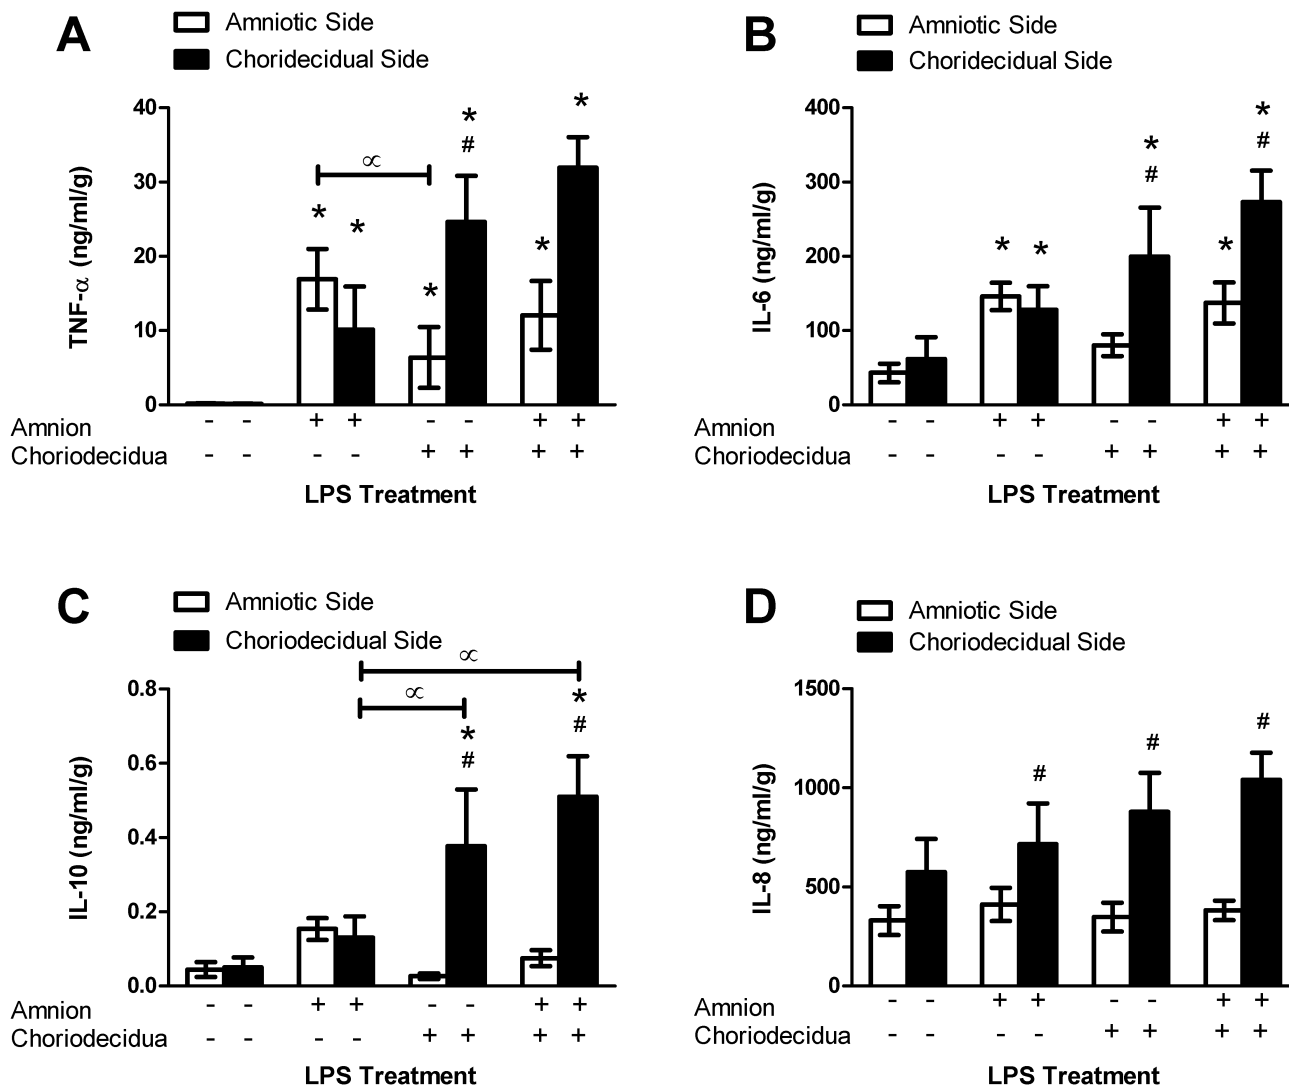 A
Amniotic Side
Choridecidual Side
TNF-α (ng/ml/g)
40
30
20
10
0
∝
* * * * # * *
Amnion - - + + - - + +
Choriodecidua - - - - + + + +
LPS Treatment
B
Amniotic Side
Choridecidual Side
IL-6 (ng/ml/g)
400
300
200
100
0
* * * # * * #
Amnion - - + + - - + +
Choriodecidua - - - - + + + +
LPS Treatment
C
Amniotic Side
Choriodecidual Side
IL-10 (ng/ml/g)
0.8
0.6
0.4
0.2
0.0
∝
∝
* # * #
Amnion - - + + - - + +
Choriodecidua - - - - + + + +
LPS Treatment
D
Amniotic Side
Choriodecidual Side
IL-8 (ng/ml/g)
1500
1000
500
0
# # #
Amnion - - + + - - + +
Choriodecidua - - - - + + + +
LPS Treatment